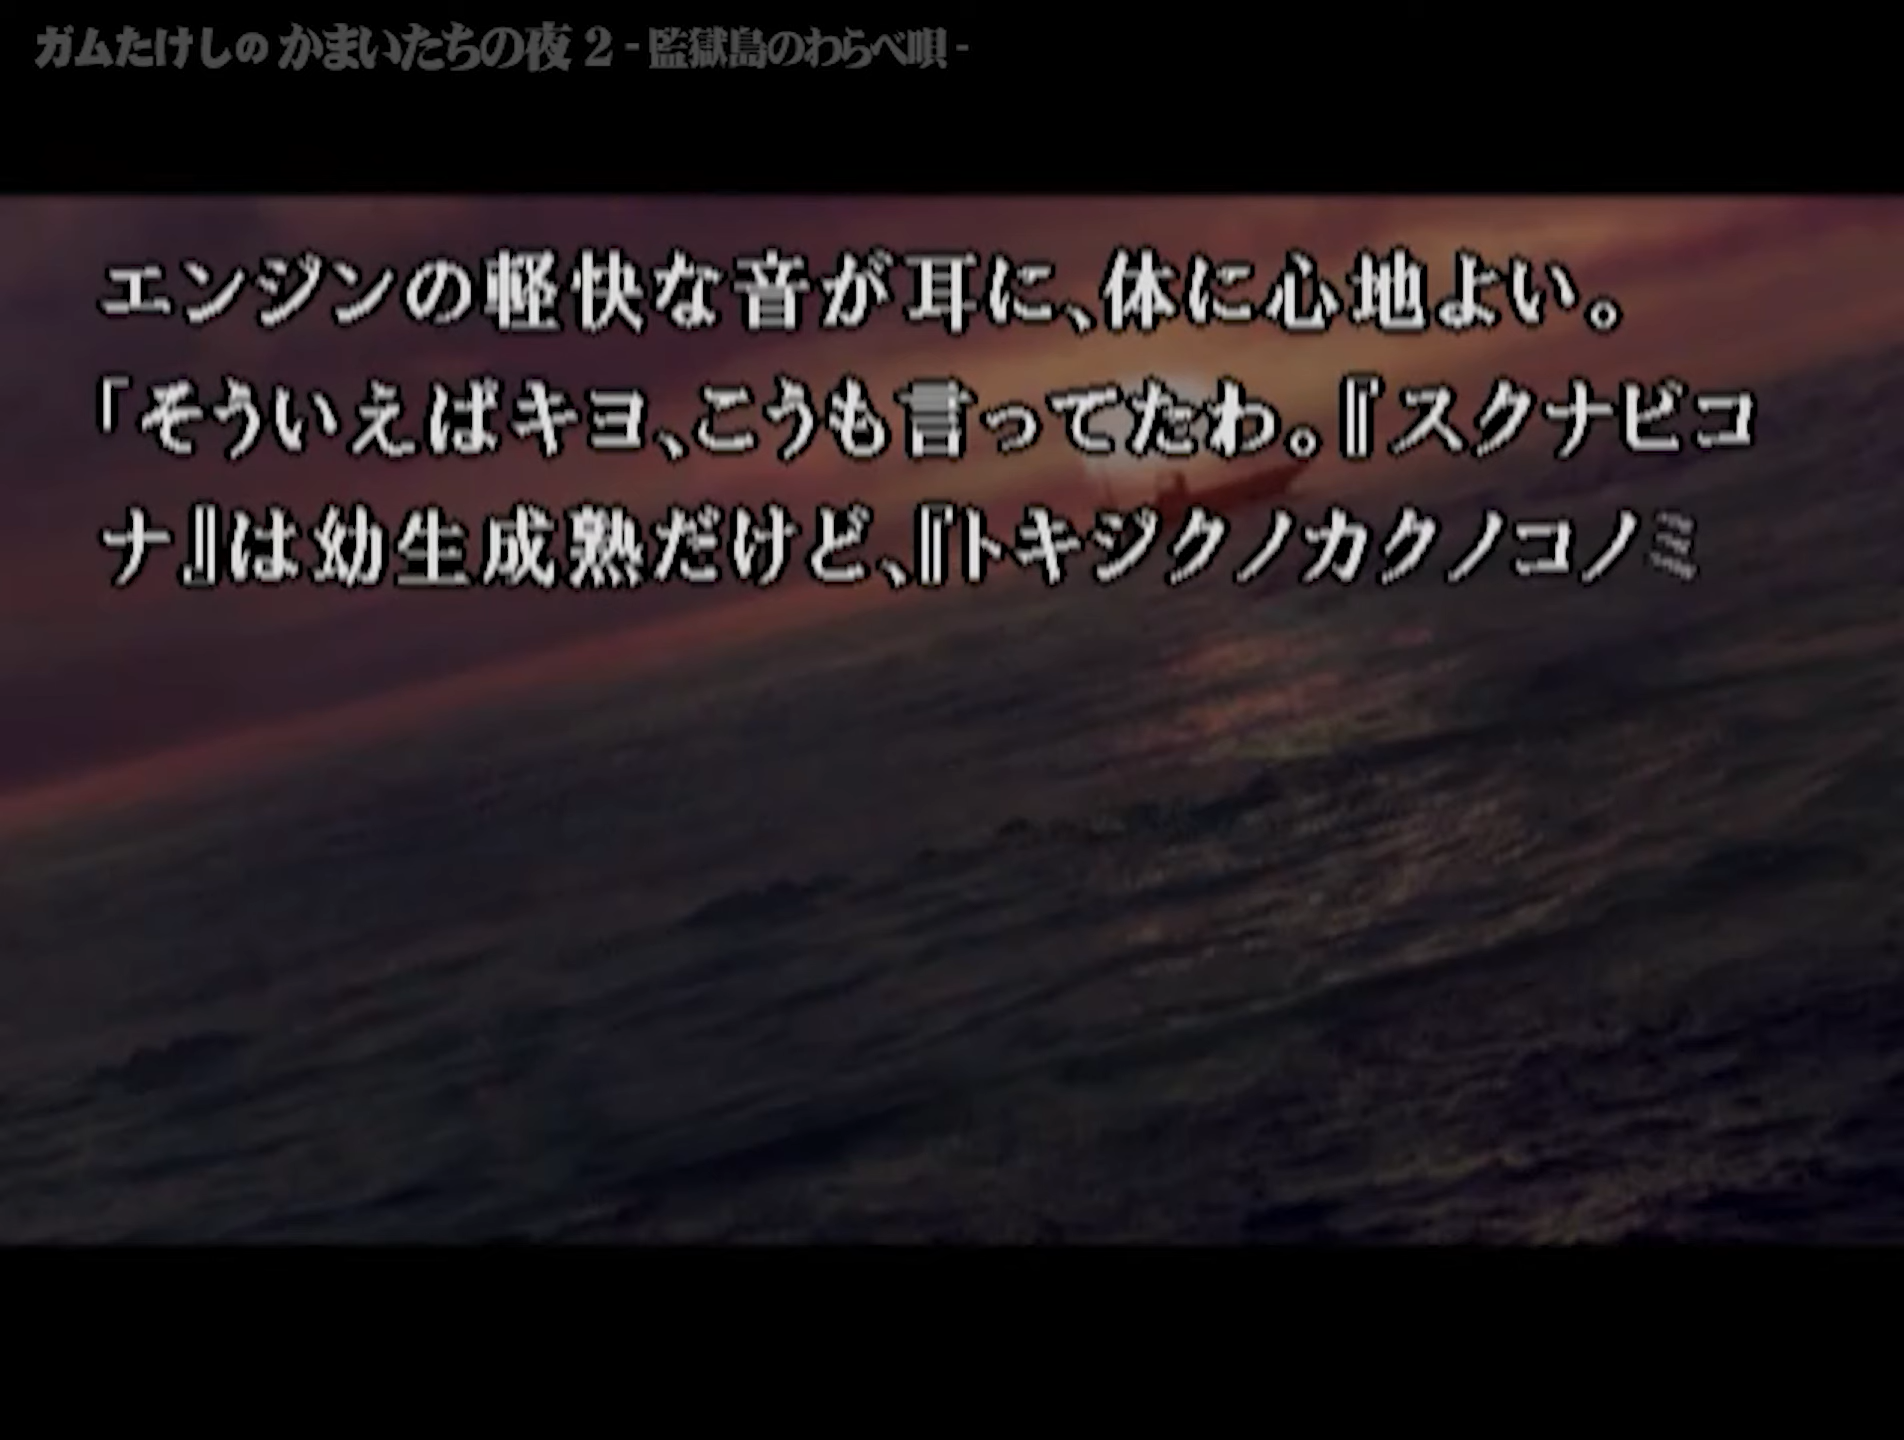 ガムたけしの かまいたちの夜 2 - 監獄島のわらべ唄 -
エンジンの軽快な音が耳に、体に心地よい。
「そういえばキヨ、こうも言ってたわ。『スクナビコ
ナ』は幼生成熟だけど、『トキジクノカクノコノミ